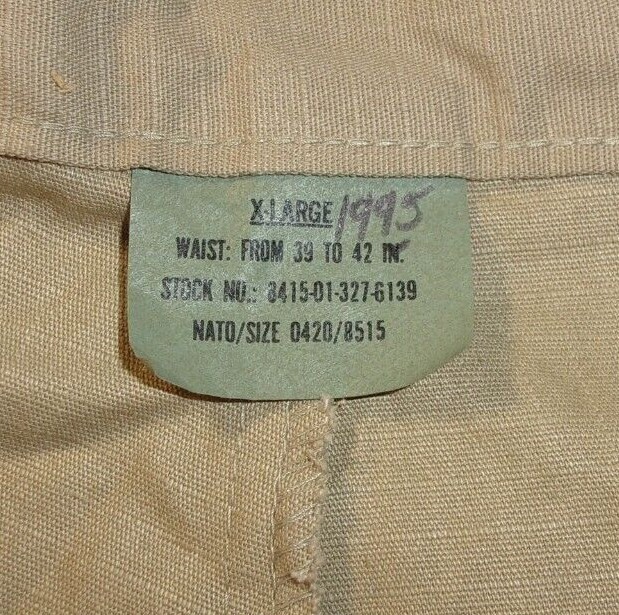 X-LARGE 1995
WAIST: FROM 39 TO 42 IN.
STOCK NO.: 8415-01-327-6139
NATO/SIZE 0420/8515